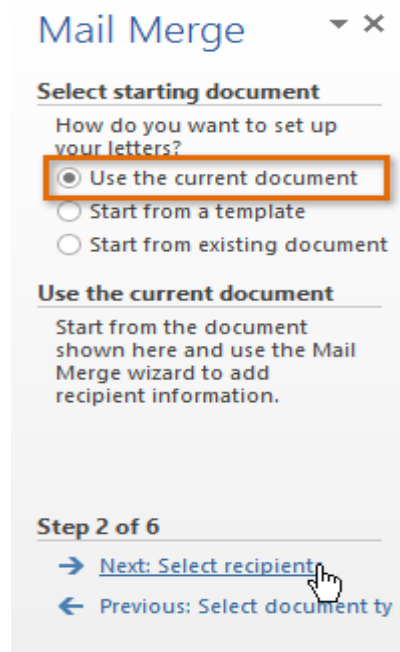 Mail Merge
Select starting document
How do you want to set up
your letters?
Use the current document
Start from a template
Start from existing document
Use the current document
Start from the document
shown here and use the Mail
Merge wizard to add
recipient information.
Step 2 of 6
Next: Select recipient
Previous: Select document ty